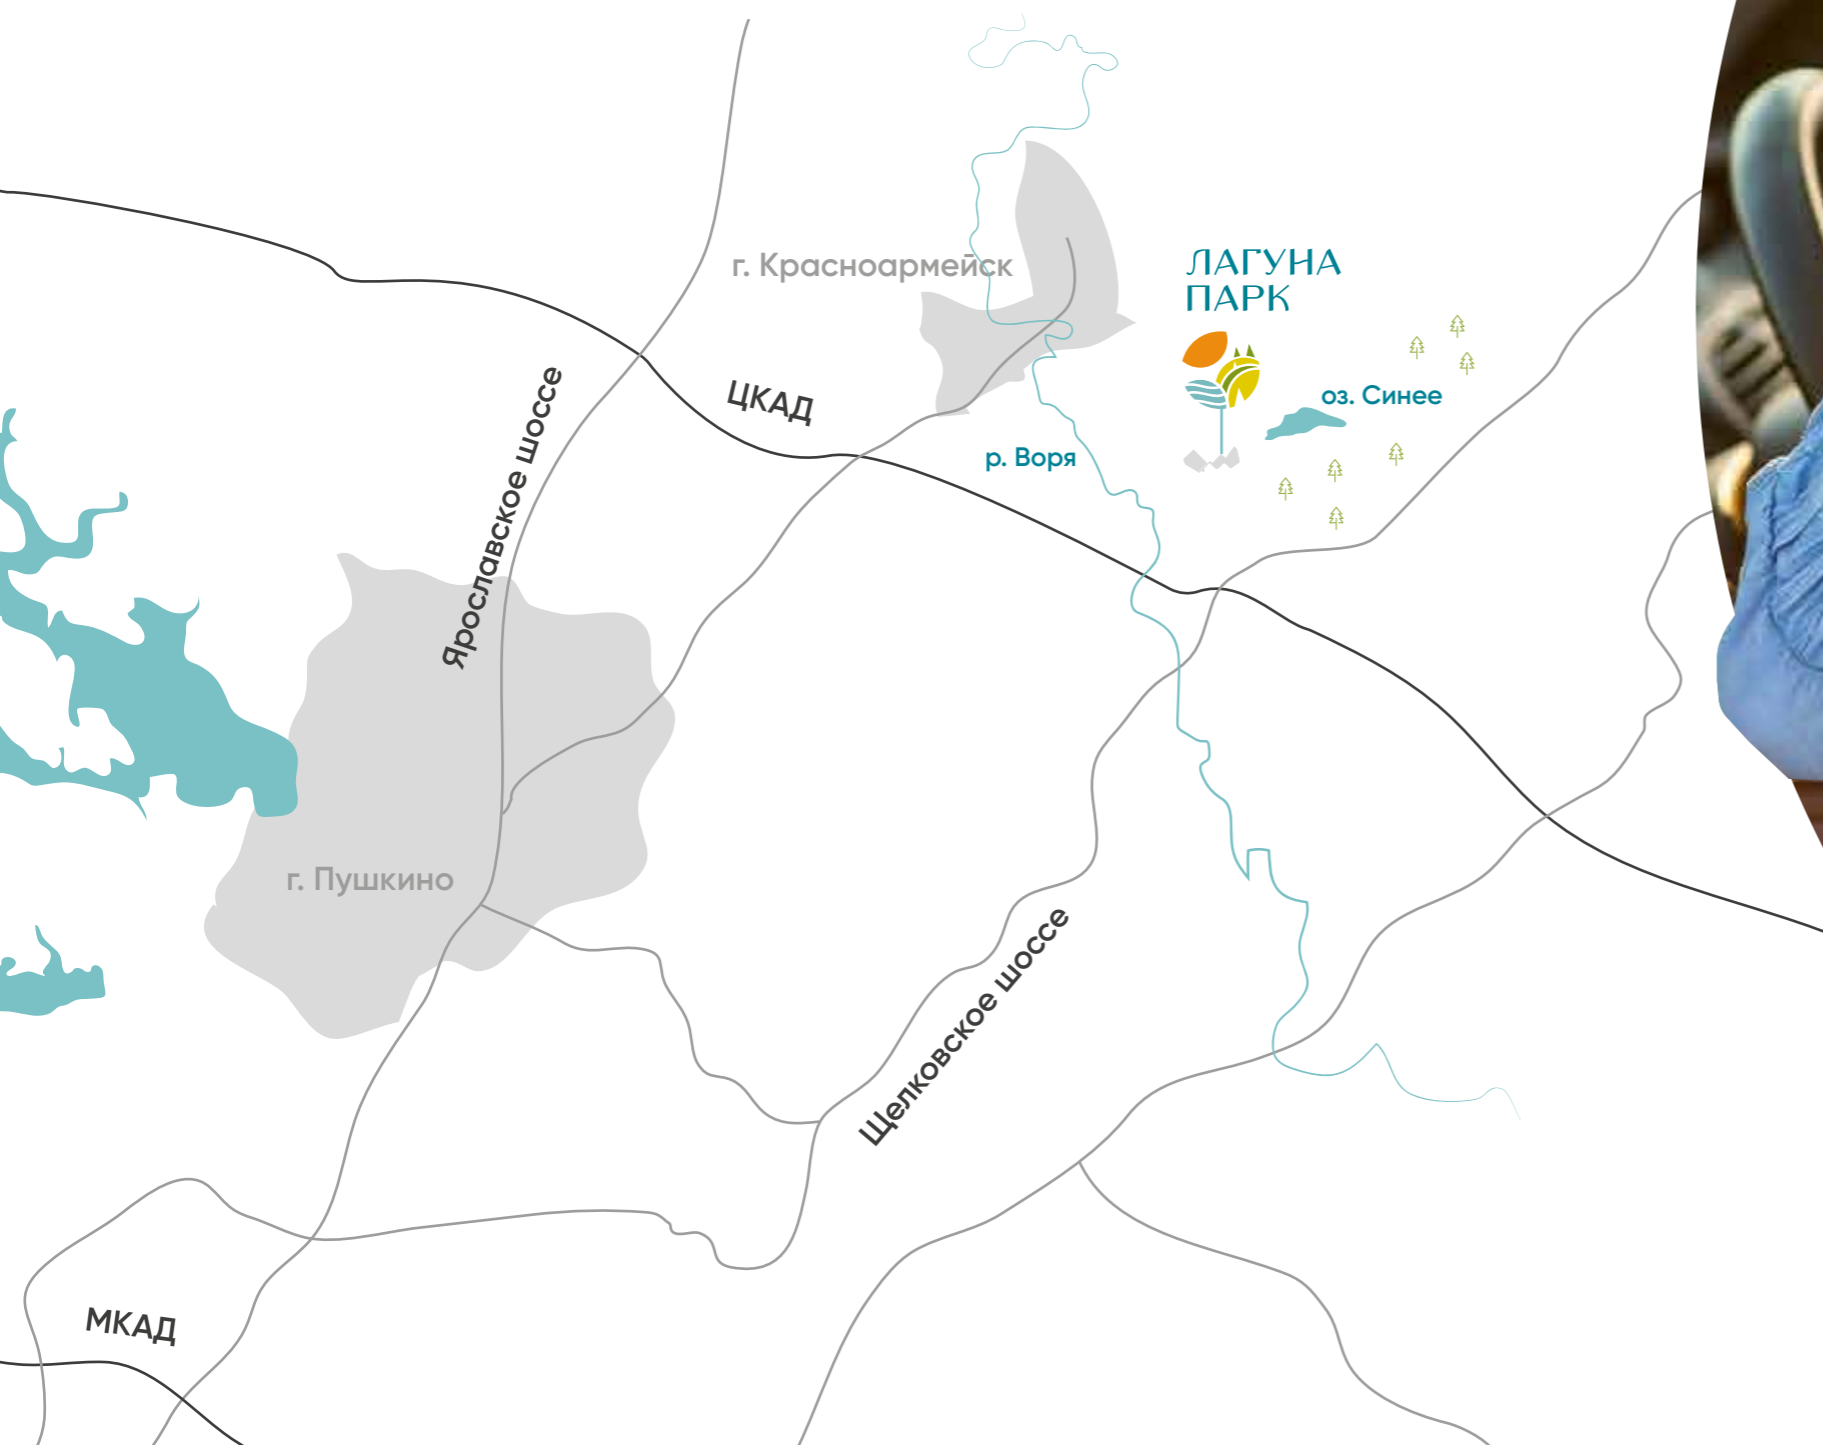 ЛАГУНА
ПАРК
г. Красноармейск
ЦКАД
оз. Синее
р. Воря
Ярославское шоссе
г. Пушкино
Щелковское шоссе
МКАД